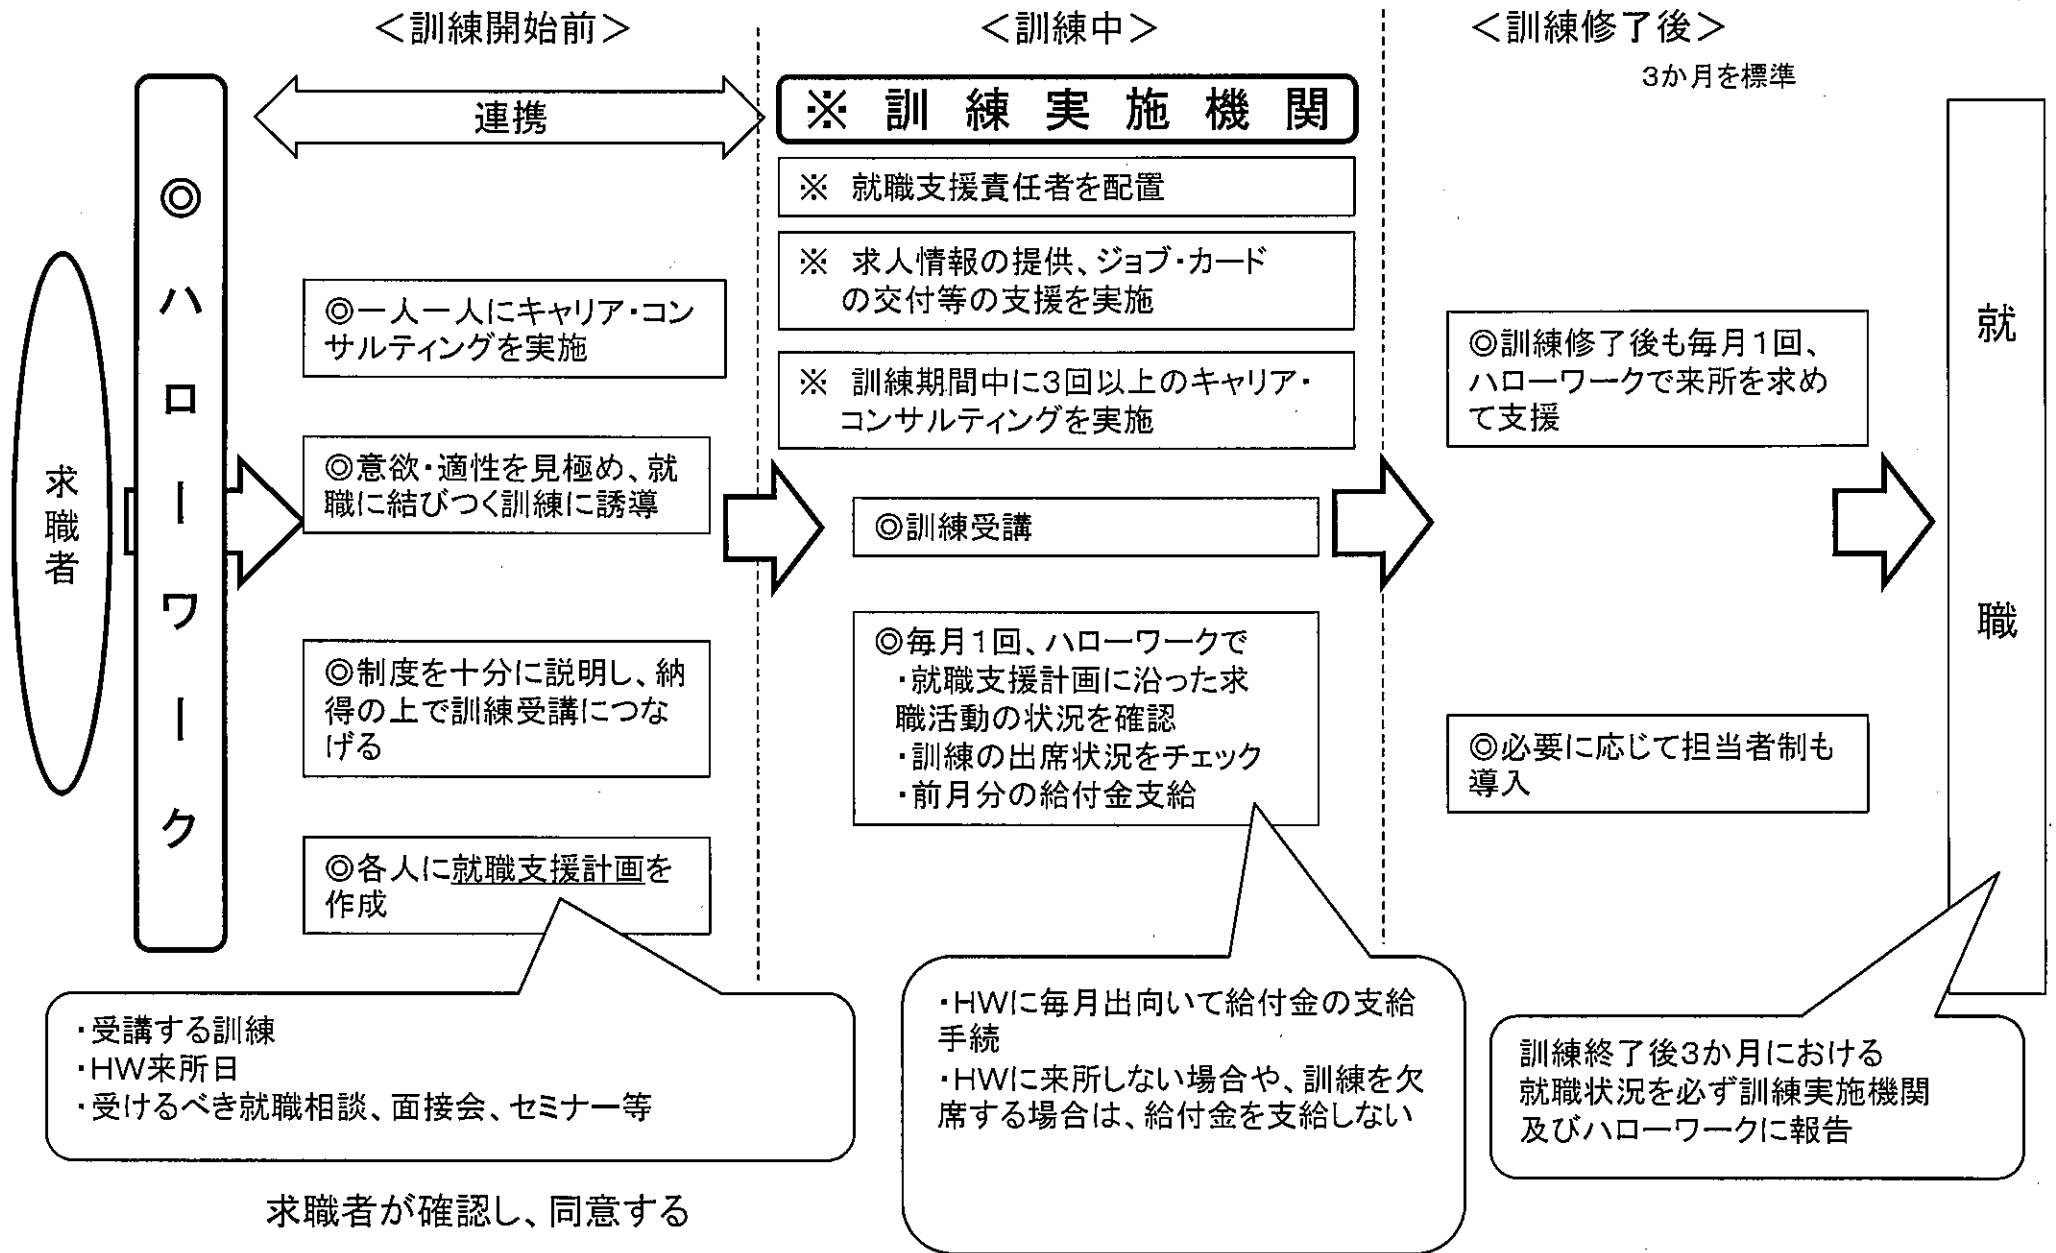 ＜訓練開始前＞
＜訓練中＞
＜訓練修了後＞
3か月を標準
求職者
◎ハローワーク
連携
◎一人一人にキャリア・コン
サルティングを実施
◎意欲・適性を見極め、就
職に結びつく訓練に誘導
◎制度を十分に説明し、納
得の上で訓練受講につな
げる
◎各人に就職支援計画を
作成
・受講する訓練
・HW来所日
・受けるべき就職相談、面接会、セミナー等
求職者が確認し、同意する
※訓練実施機関
※ 就職支援責任者を配置
※ 求人情報の提供、ジョブ・カード
の交付等の支援を実施
※ 訓練期間中に3回以上のキャリア・
コンサルティングを実施
◎訓練受講
◎毎月1回、ハローワークで
・就職支援計画に沿った求
職活動の状況を確認
・訓練の出席状況をチェック
・前月分の給付金支給
・HWに毎月出向いて給付金の支給
手続
・HWに来所しない場合や、訓練を欠
席する場合は、給付金を支給しない
◎訓練修了後も毎月1回、
ハローワークで来所を求め
て支援
◎必要に応じて担当者制も
導入
訓練終了後3か月における
就職状況を必ず訓練実施機関
及びハローワークに報告
就職